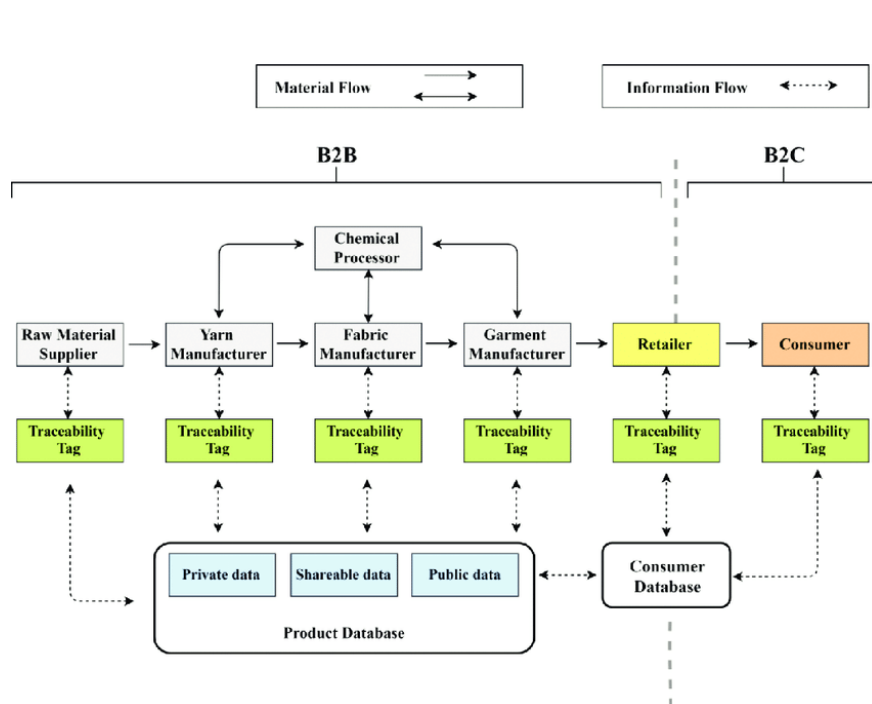 Material Flow
Information Flow
B2B
B2C
Chemical
Processor
Raw Material
Supplier
Yarn
Manufacturer
Fabric
Manufacturer
Garment
Manufacturer
Retailer
Consumer
Traceability
Tag
Traceability
Tag
Traceability
Tag
Traceability
Tag
Traceability
Tag
Traceability
Tag
Private data
Shareable data
Public data
Product Database
Consumer
Database